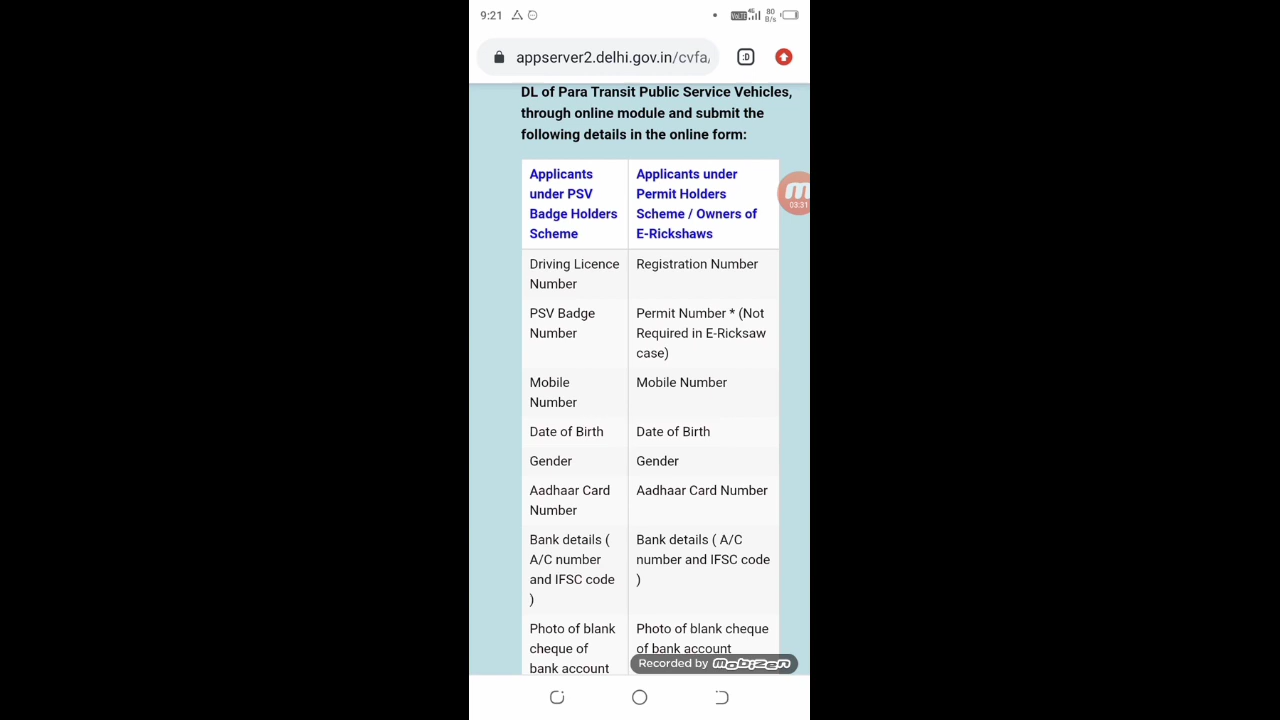 9:21
VoLTE 4G 80 B/s
appserver2.delhi.gov.in/cvfa,
:D
DL of Para Transit Public Service Vehicles,
through online module and submit the
following details in the online form:
Applicants under PSV Badge Holders Scheme
Applicants under Permit Holders Scheme / Owners of E-Rickshaws
Driving Licence Number
Registration Number
PSV Badge Number
Permit Number * (Not Required in E-Ricksaw case)
Mobile Number
Mobile Number
Date of Birth
Date of Birth
Gender
Gender
Aadhaar Card Number
Aadhaar Card Number
Bank details ( A/C number and IFSC code )
Bank details ( A/C number and IFSC code )
Photo of blank cheque of bank account
Photo of blank cheque of bank account
03:31
Recorded by mobizen